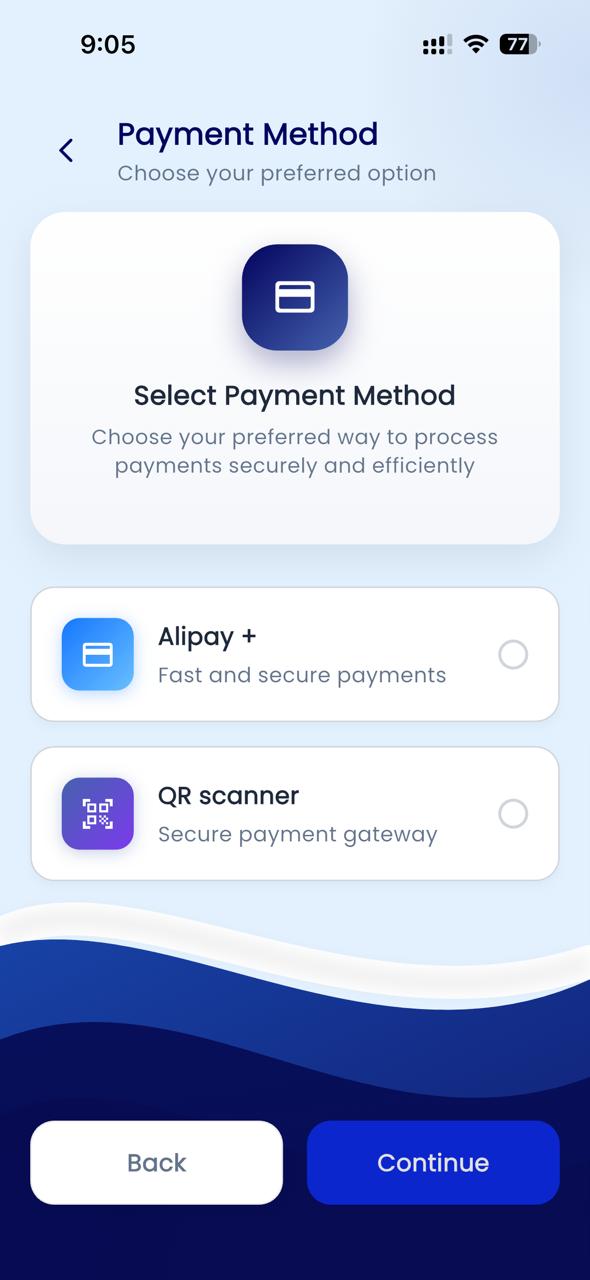 9:05
77
Payment Method
Choose your preferred option
Select Payment Method
Choose your preferred way to process
payments securely and efficiently
Alipay +
Fast and secure payments
QR scanner
Secure payment gateway
Back
Continue